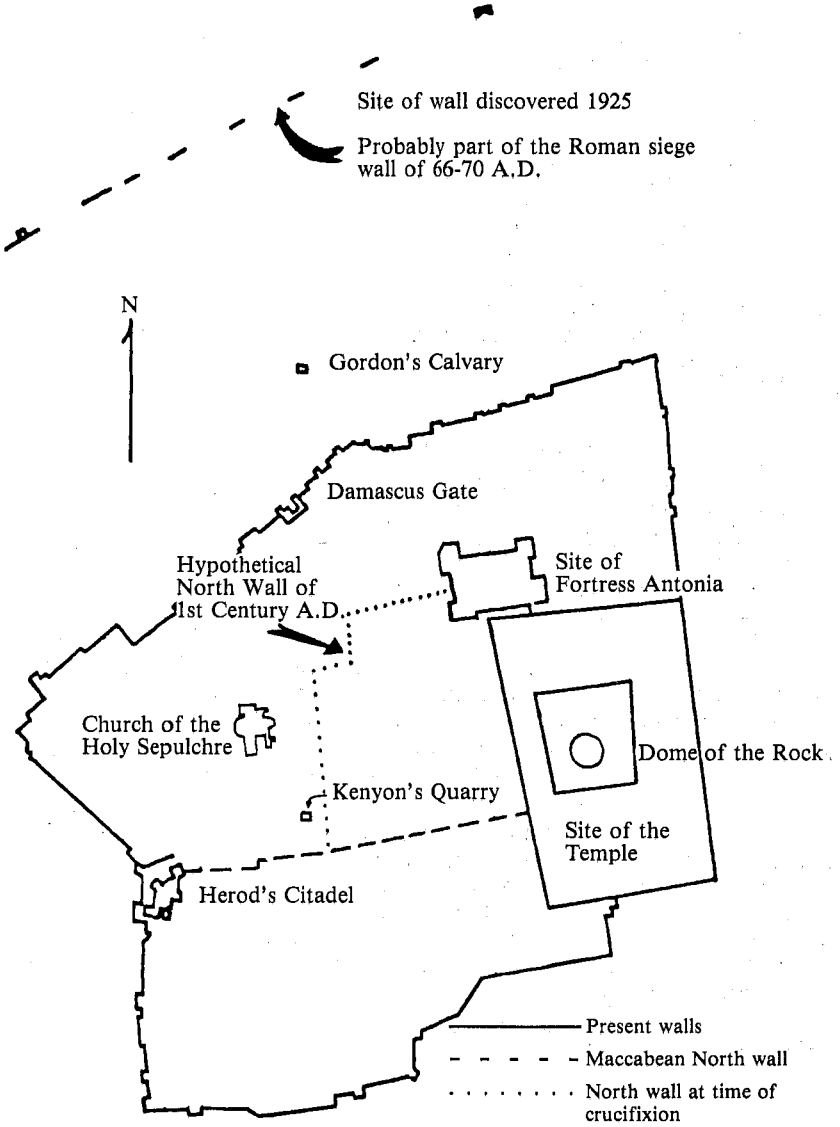 Site of wall discovered 1925
Probably part of the Roman siege
wall of 66-70 A.D.
N
Gordon's Calvary
Damascus Gate
Hypothetical
North Wall of
1st Century A.D.
Site of
Fortress Antonia
Church of the
Holy Sepulchre
Dome of the Rock
Kenyon's Quarry
Site of the
Temple
Herod's Citadel
Present walls
Maccabean North wall
North wall at time of
crucifixion